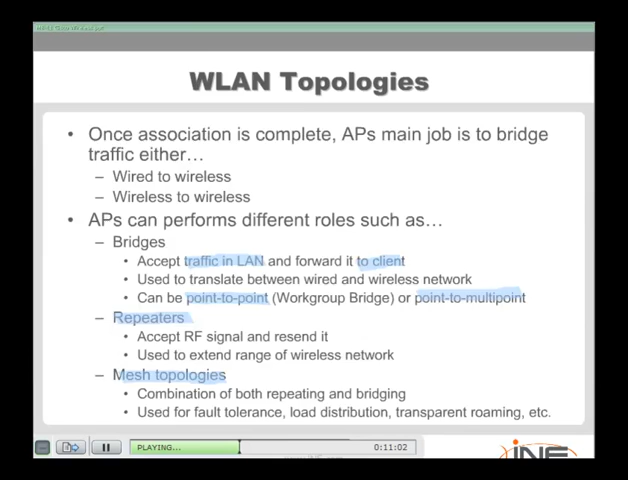 WLAN Topologies
• Once association is complete, APs main job is to bridge
traffic either…
– Wired to wireless
– Wireless to wireless
• APs can performs different roles such as…
– Bridges
• Accept traffic in LAN and forward it to client
• Used to translate between wired and wireless network
• Can be point-to-point (Workgroup Bridge) or point-to-multipoint
– Repeaters
• Accept RF signal and resend it
• Used to extend range of wireless network
– Mesh topologies
• Combination of both repeating and bridging
• Used for fault tolerance, load distribution, transparent roaming, etc.
PLAYING... 0:11:02